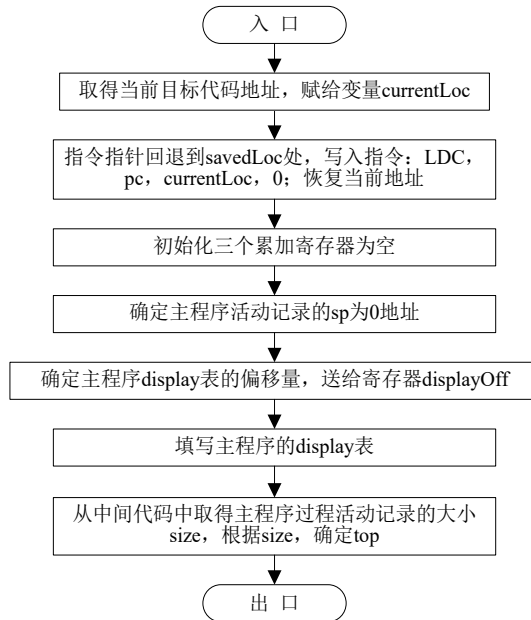 入 口
取得当前目标代码地址，赋给变量currentLoc
指令指针回退到savedLoc处，写入指令：LDC，
pc，currentLoc，0；恢复当前地址
初始化三个累加寄存器为空
确定主程序活动记录的sp为0地址
确定主程序display表的偏移量，送给寄存器displayOff
填写主程序的display表
从中间代码中取得主程序过程活动记录的大小
size，根据size，确定top
出 口